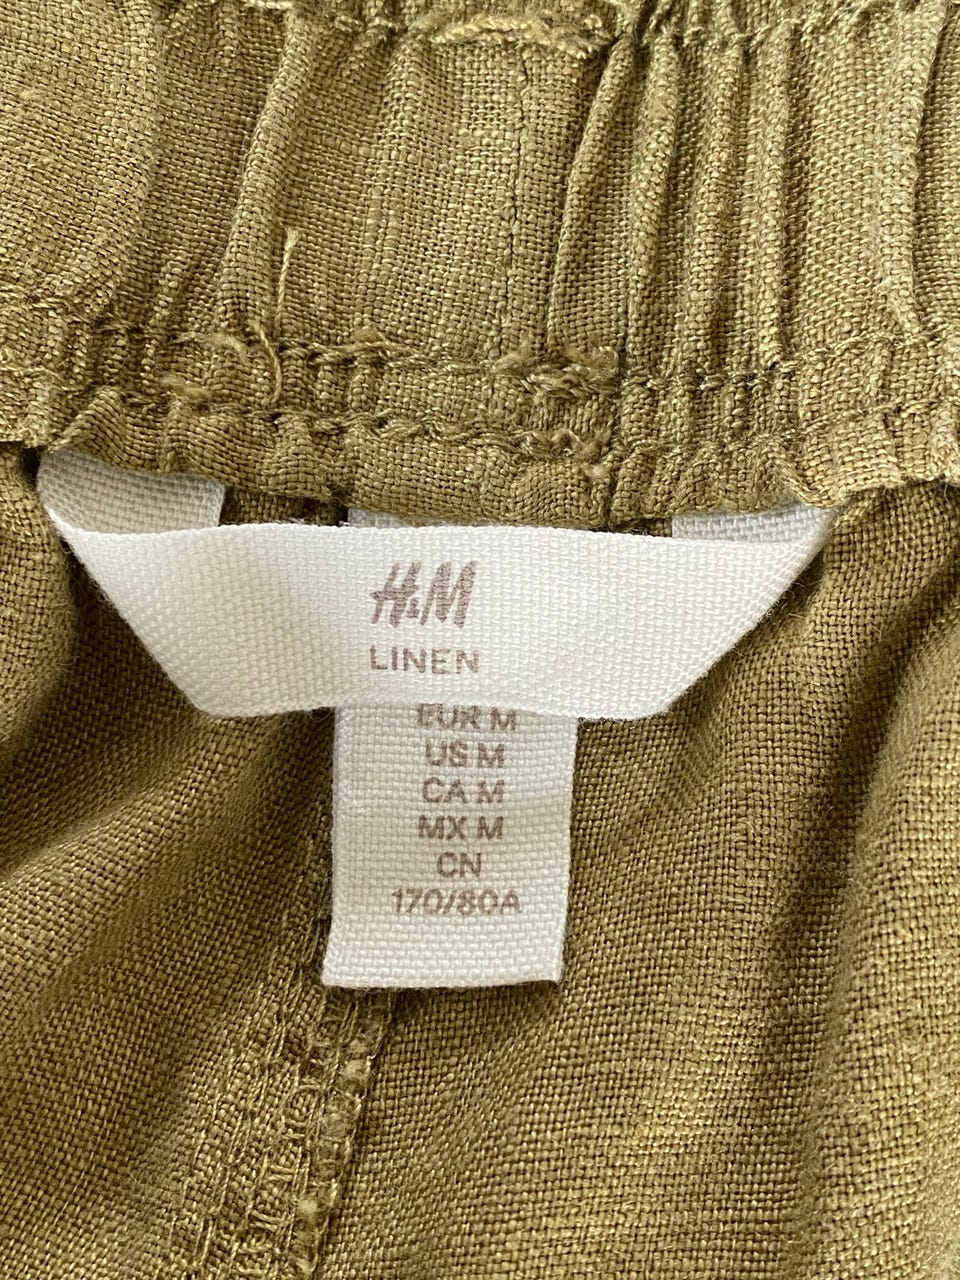 H&M
LINEN
EUR M
US M
CA M
MX M
CN
170/80A